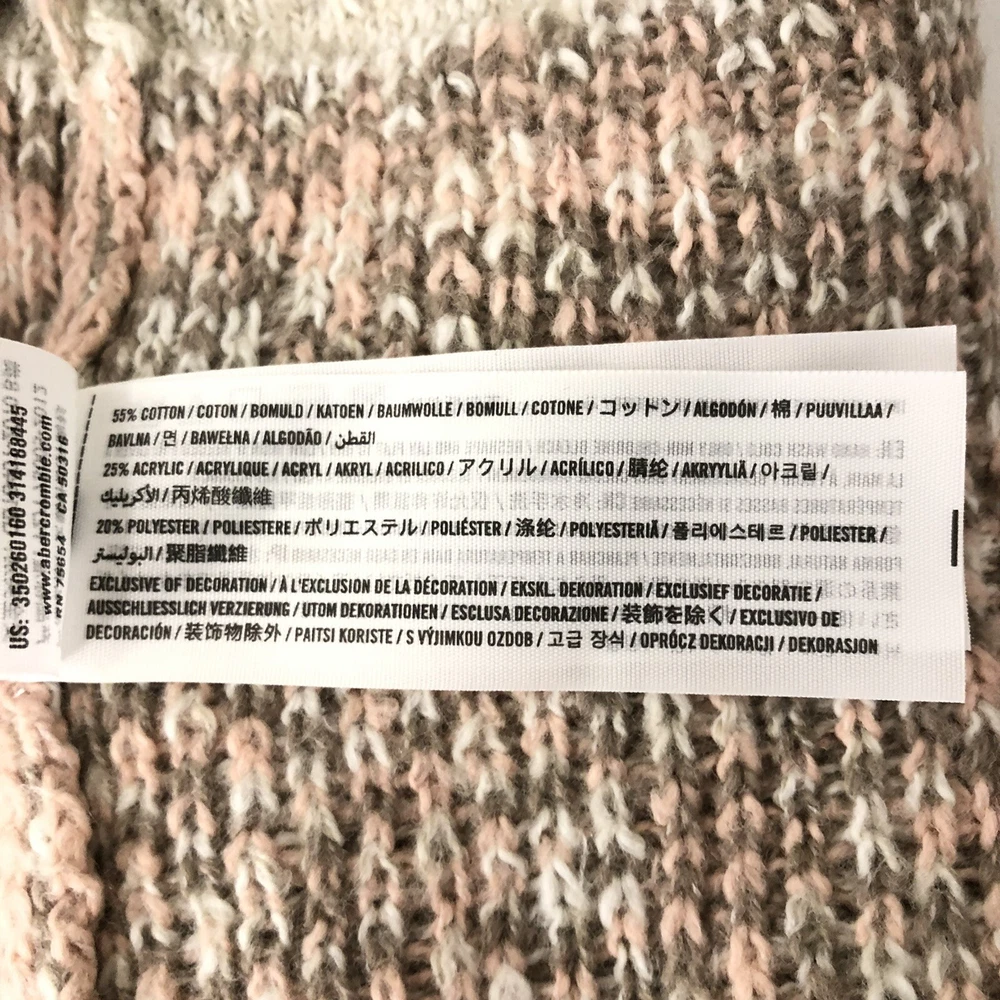 55% COTTON / COTON / BOMULD / KATOEN / BAUMWOLLE / BOMULL / COTONE / コットン / ALGODÓN / 棉 / PUUVILLAA /
BAVLNA / 면 / BAWEŁNA / ALGODÃO / القطن
25% ACRYLIC / ACRYLIQUE / ACRYL / AKRYL / ACRILICO / アクリル / ACRÍLICO / 腈纶 / AKRYYLIÄ / 아크릴 /
الأكريليك / 丙烯酸纖維
20% POLYESTER / POLIESTERE / ポリエステル / POLIÉSTER / 涤纶 / POLYESTERIÄ / 폴리에스테르 / POLIESTER /
البوليستر / 聚脂纖維
EXCLUSIVE OF DECORATION / À L'EXCLUSION DE LA DÉCORATION / EKSKL. DEKORATION / EXCLUSIEF DECORATIE /
AUSSCHLIESSLICH VERZIERUNG / UTOM DEKORATIONEN / ESCLUSA DECORAZIONE / 装飾を除く / EXCLUSIVO DE
DECORACIÓN / 装饰物除外 / PAITSI KORISTE / S VÝJIMKOU OZDOB / 고급 장식 / OPRÓCZ DEKORACJI / DEKORASJON
US: 350260160 314188445
www.abercrombie.com
RN 75654 CA 50316